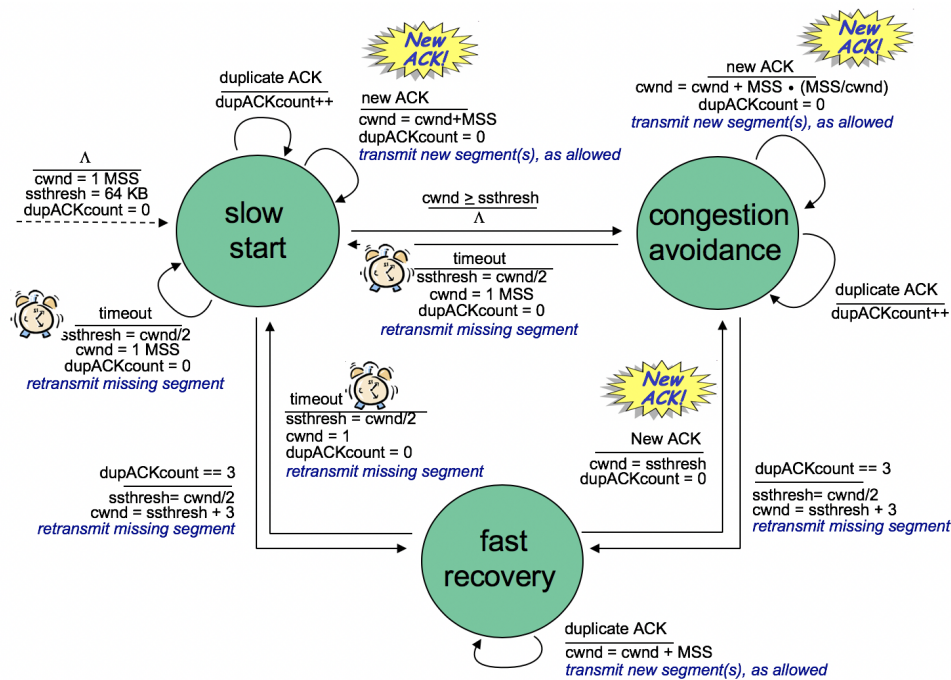 New
ACK!
duplicate ACK
dupACKcount++
new ACK
cwnd = cwnd+MSS
dupACKcount = 0
transmit new segment(s), as allowed
Λ
cwnd = 1 MSS
ssthresh = 64 KB
dupACKcount = 0
slow
start
timeout
ssthresh = cwnd/2
cwnd = 1 MSS
dupACKcount = 0
retransmit missing segment
cwnd ≥ ssthresh
Λ
timeout
ssthresh = cwnd/2
cwnd = 1 MSS
dupACKcount = 0
retransmit missing segment
New
ACK!
new ACK
cwnd = cwnd + MSS • (MSS/cwnd)
dupACKcount = 0
transmit new segment(s), as allowed
congestion
avoidance
duplicate ACK
dupACKcount++
timeout
ssthresh = cwnd/2
cwnd = 1
dupACKcount = 0
retransmit missing segment
New
ACK!
New ACK
cwnd = ssthresh
dupACKcount = 0
dupACKcount == 3
ssthresh= cwnd/2
cwnd = ssthresh + 3
retransmit missing segment
dupACKcount == 3
ssthresh= cwnd/2
cwnd = ssthresh + 3
retransmit missing segment
fast
recovery
duplicate ACK
cwnd = cwnd + MSS
transmit new segment(s), as allowed